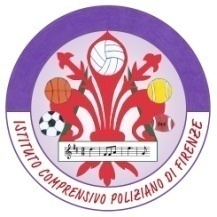 ISTITUTO COMPRENSIVO POLIZIANO DI FIRENZE